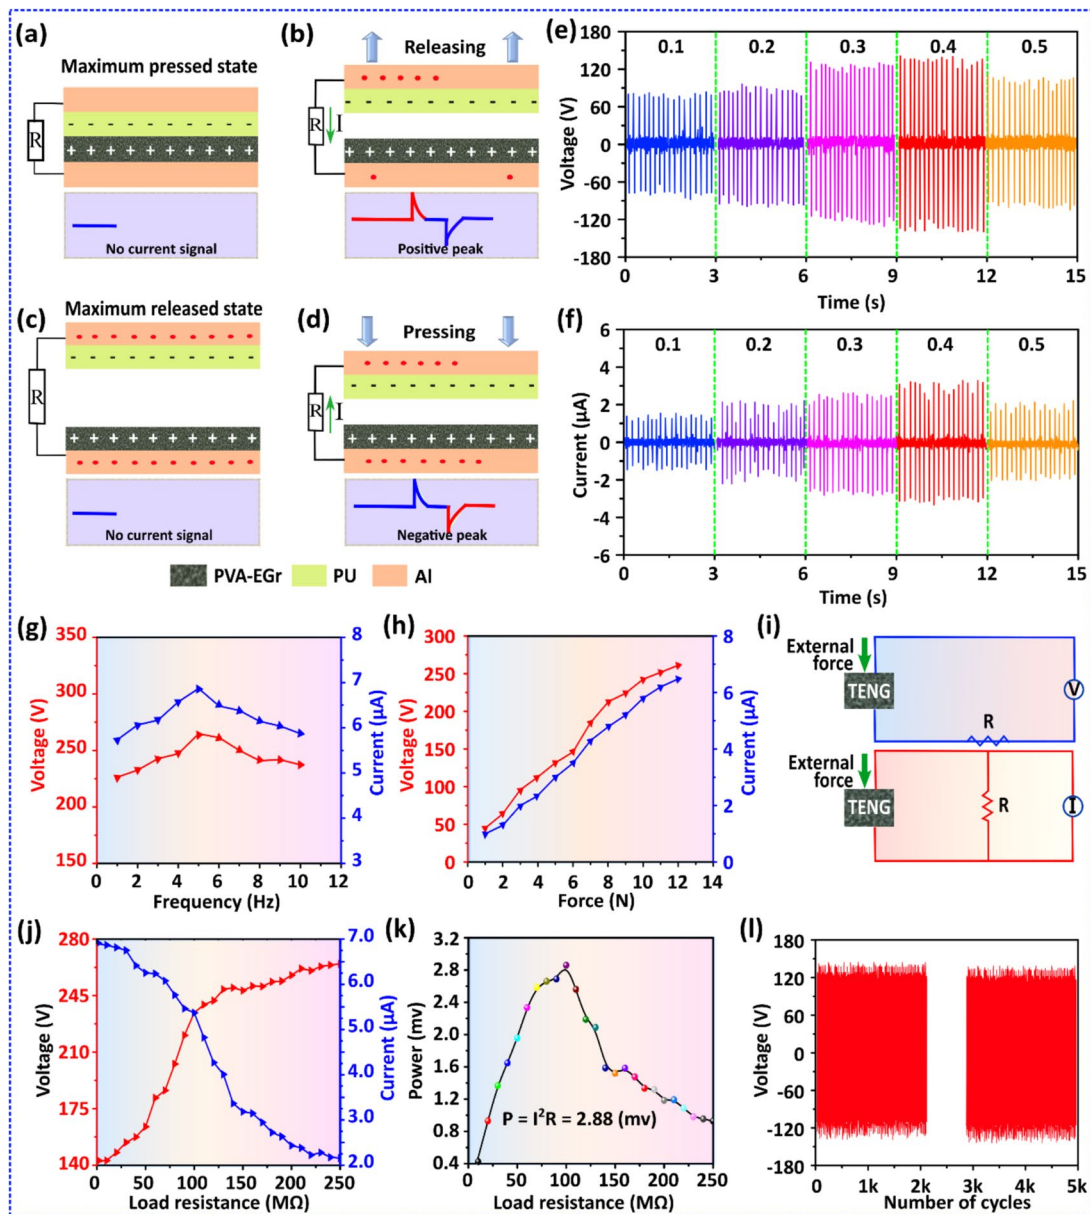 (a)
Maximum pressed state
R
- - - - - - - - - -
+ + + + + + + + + +
No current signal
(b)
Releasing
R
I
- - - - - - - - - -
+ + + + + + + + + +
Positive peak
(c)
Maximum released state
R
- - - - - - - - - -
+ + + + + + + + + +
No current signal
(d)
Pressing
R
I
- - - - - - - - - -
+ + + + + + + + + +
Negative peak
PVA-EGr
PU
Al
(e)
Voltage (V)
180
120
60
0
-60
-120
-180
0.1 0.2 0.3 0.4 0.5
0 3 6 9 12 15
Time (s)
(f)
Current (μA)
6
4
2
0
-2
-4
-6
0.1 0.2 0.3 0.4 0.5
0 3 6 9 12 15
Time (s)
(g)
Voltage (V)
350
300
250
200
150
Current (μA)
8
7
6
5
4
3
0 2 4 6 8 10 12
Frequency (Hz)
(h)
Voltage (V)
300
250
200
150
100
50
0
Current (μA)
8
6
4
2
0
0 2 4 6 8 10 12 14
Force (N)
(i)
External
force
TENG
V
R
External
force
TENG
R
I
(j)
Voltage (V)
280
245
210
175
140
Current (μA)
7.0
6.0
5.0
4.0
3.0
2.0
0 50 100 150 200 250
Load resistance (MΩ)
(k)
Power (mv)
3.2
2.8
2.4
2.0
1.6
1.2
0.8
0.4
P = I²R = 2.88 (mv)
0 50 100 150 200 250
Load resistance (MΩ)
(l)
Voltage (V)
180
120
60
0
-60
-120
-180
0 1k 2k 3k 4k 5k
Number of cycles